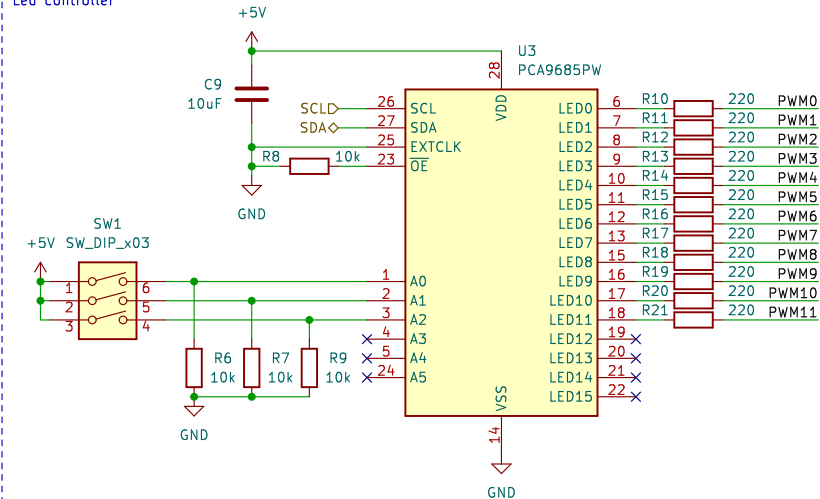 Led Controller
+5V
U3
PCA9685PW
C9
10uF
28
VDD
SCL
SDA
26
27
25
23
SCL
SDA
EXTCLK
OE
R8
10k
GND
LED0
LED1
LED2
LED3
LED4
LED5
LED6
LED7
LED8
LED9
LED10
LED11
LED12
LED13
LED14
LED15
6
7
8
9
10
11
12
13
15
16
17
18
19
20
21
22
R10 220 PWM0
R11 220 PWM1
R12 220 PWM2
R13 220 PWM3
R14 220 PWM4
R15 220 PWM5
R16 220 PWM6
R17 220 PWM7
R18 220 PWM8
R19 220 PWM9
R20 220 PWM10
R21 220 PWM11
SW1
+5V SW_DIP_x03
1 6
2 5
3 4
1 A0
2 A1
3 A2
4 A3
5 A4
24 A5
R6
10k
R7
10k
R9
10k
GND
VSS
14
GND